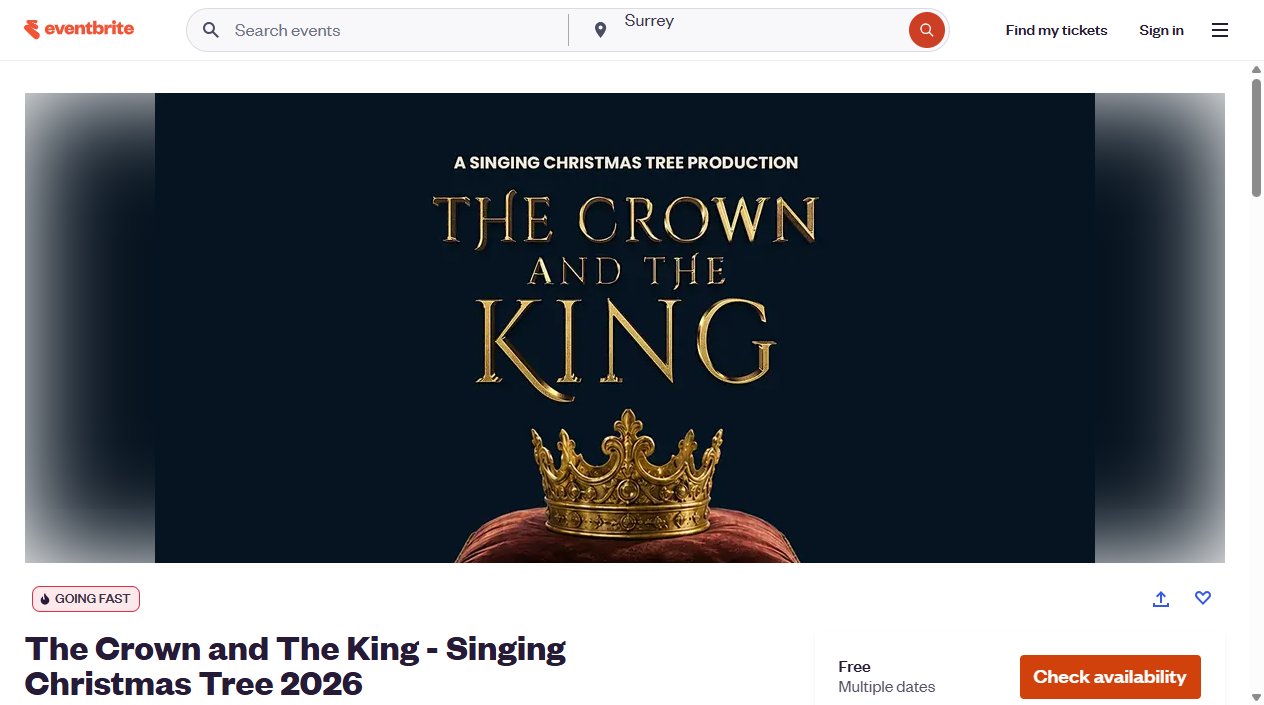 eventbrite
Search events
Surrey
Find my tickets
Sign in
A SINGING CHRISTMAS TREE PRODUCTION
THE CROWN
AND THE
KING
GOING FAST
The Crown and The King - Singing
Christmas Tree 2026
Free
Multiple dates
Check availability